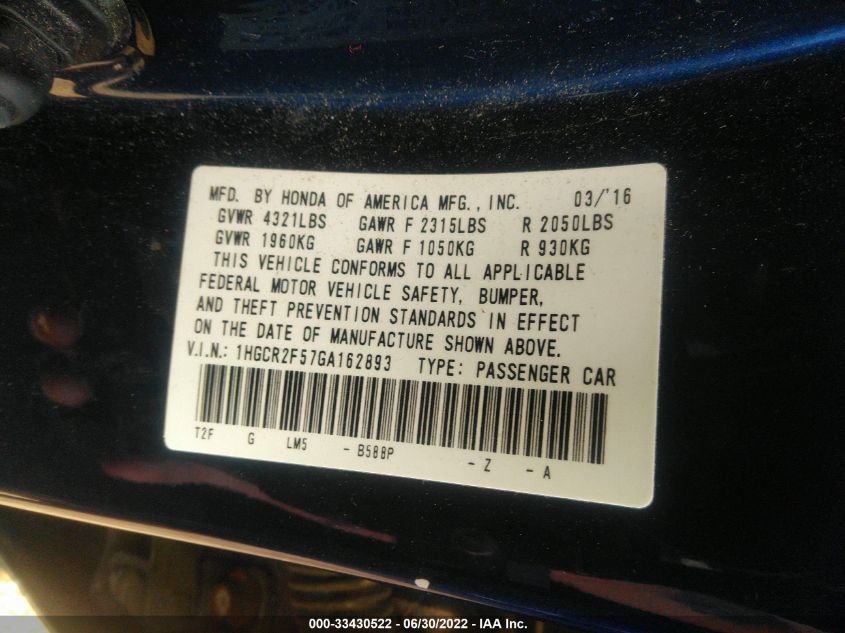 MFD. BY HONDA OF AMERICA MFG., INC. 03/'16
GVWR 4321LBS GAWR F 2315LBS R 2050LBS
GVWR 1960KG GAWR F 1050KG R 930KG
THIS VEHICLE CONFORMS TO ALL APPLICABLE
FEDERAL MOTOR VEHICLE SAFETY, BUMPER,
AND THEFT PREVENTION STANDARDS IN EFFECT
ON THE DATE OF MANUFACTURE SHOWN ABOVE.
V.I.N.: 1HGCR2F57GA162893 TYPE: PASSENGER CAR
T2F G LM5 - B588P - Z - A
000-33430522 - 06/30/2022 - IAA Inc.